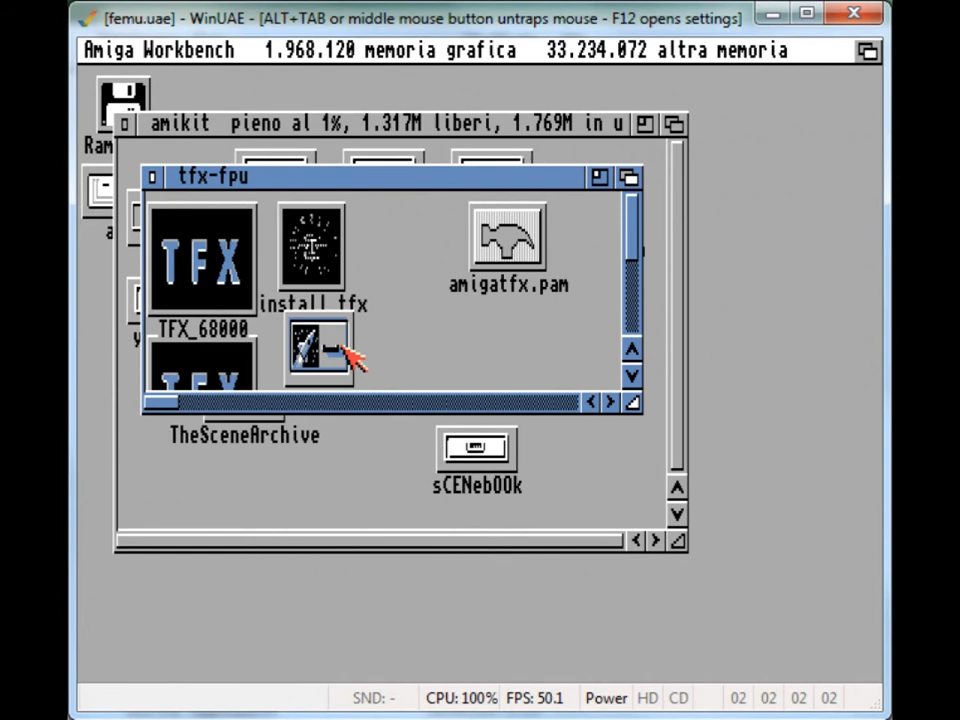 [femu.uae] - WinUAE - [ALT+TAB or middle mouse button untraps mouse - F12 opens settings]
Amiga Workbench 1.968.120 memoria grafica 33.234.072 altra memoria
Ram
amikit pieno al 1%, 1.317M liberi, 1.769M in u
tfx-fpu
TFX
amigatfx.pam
install_tfx
TFX_68000
TFX
TheSceneArchive
sCENeb00k
SND: - CPU: 100% FPS: 50.1 Power HD CD 02 02 02 02